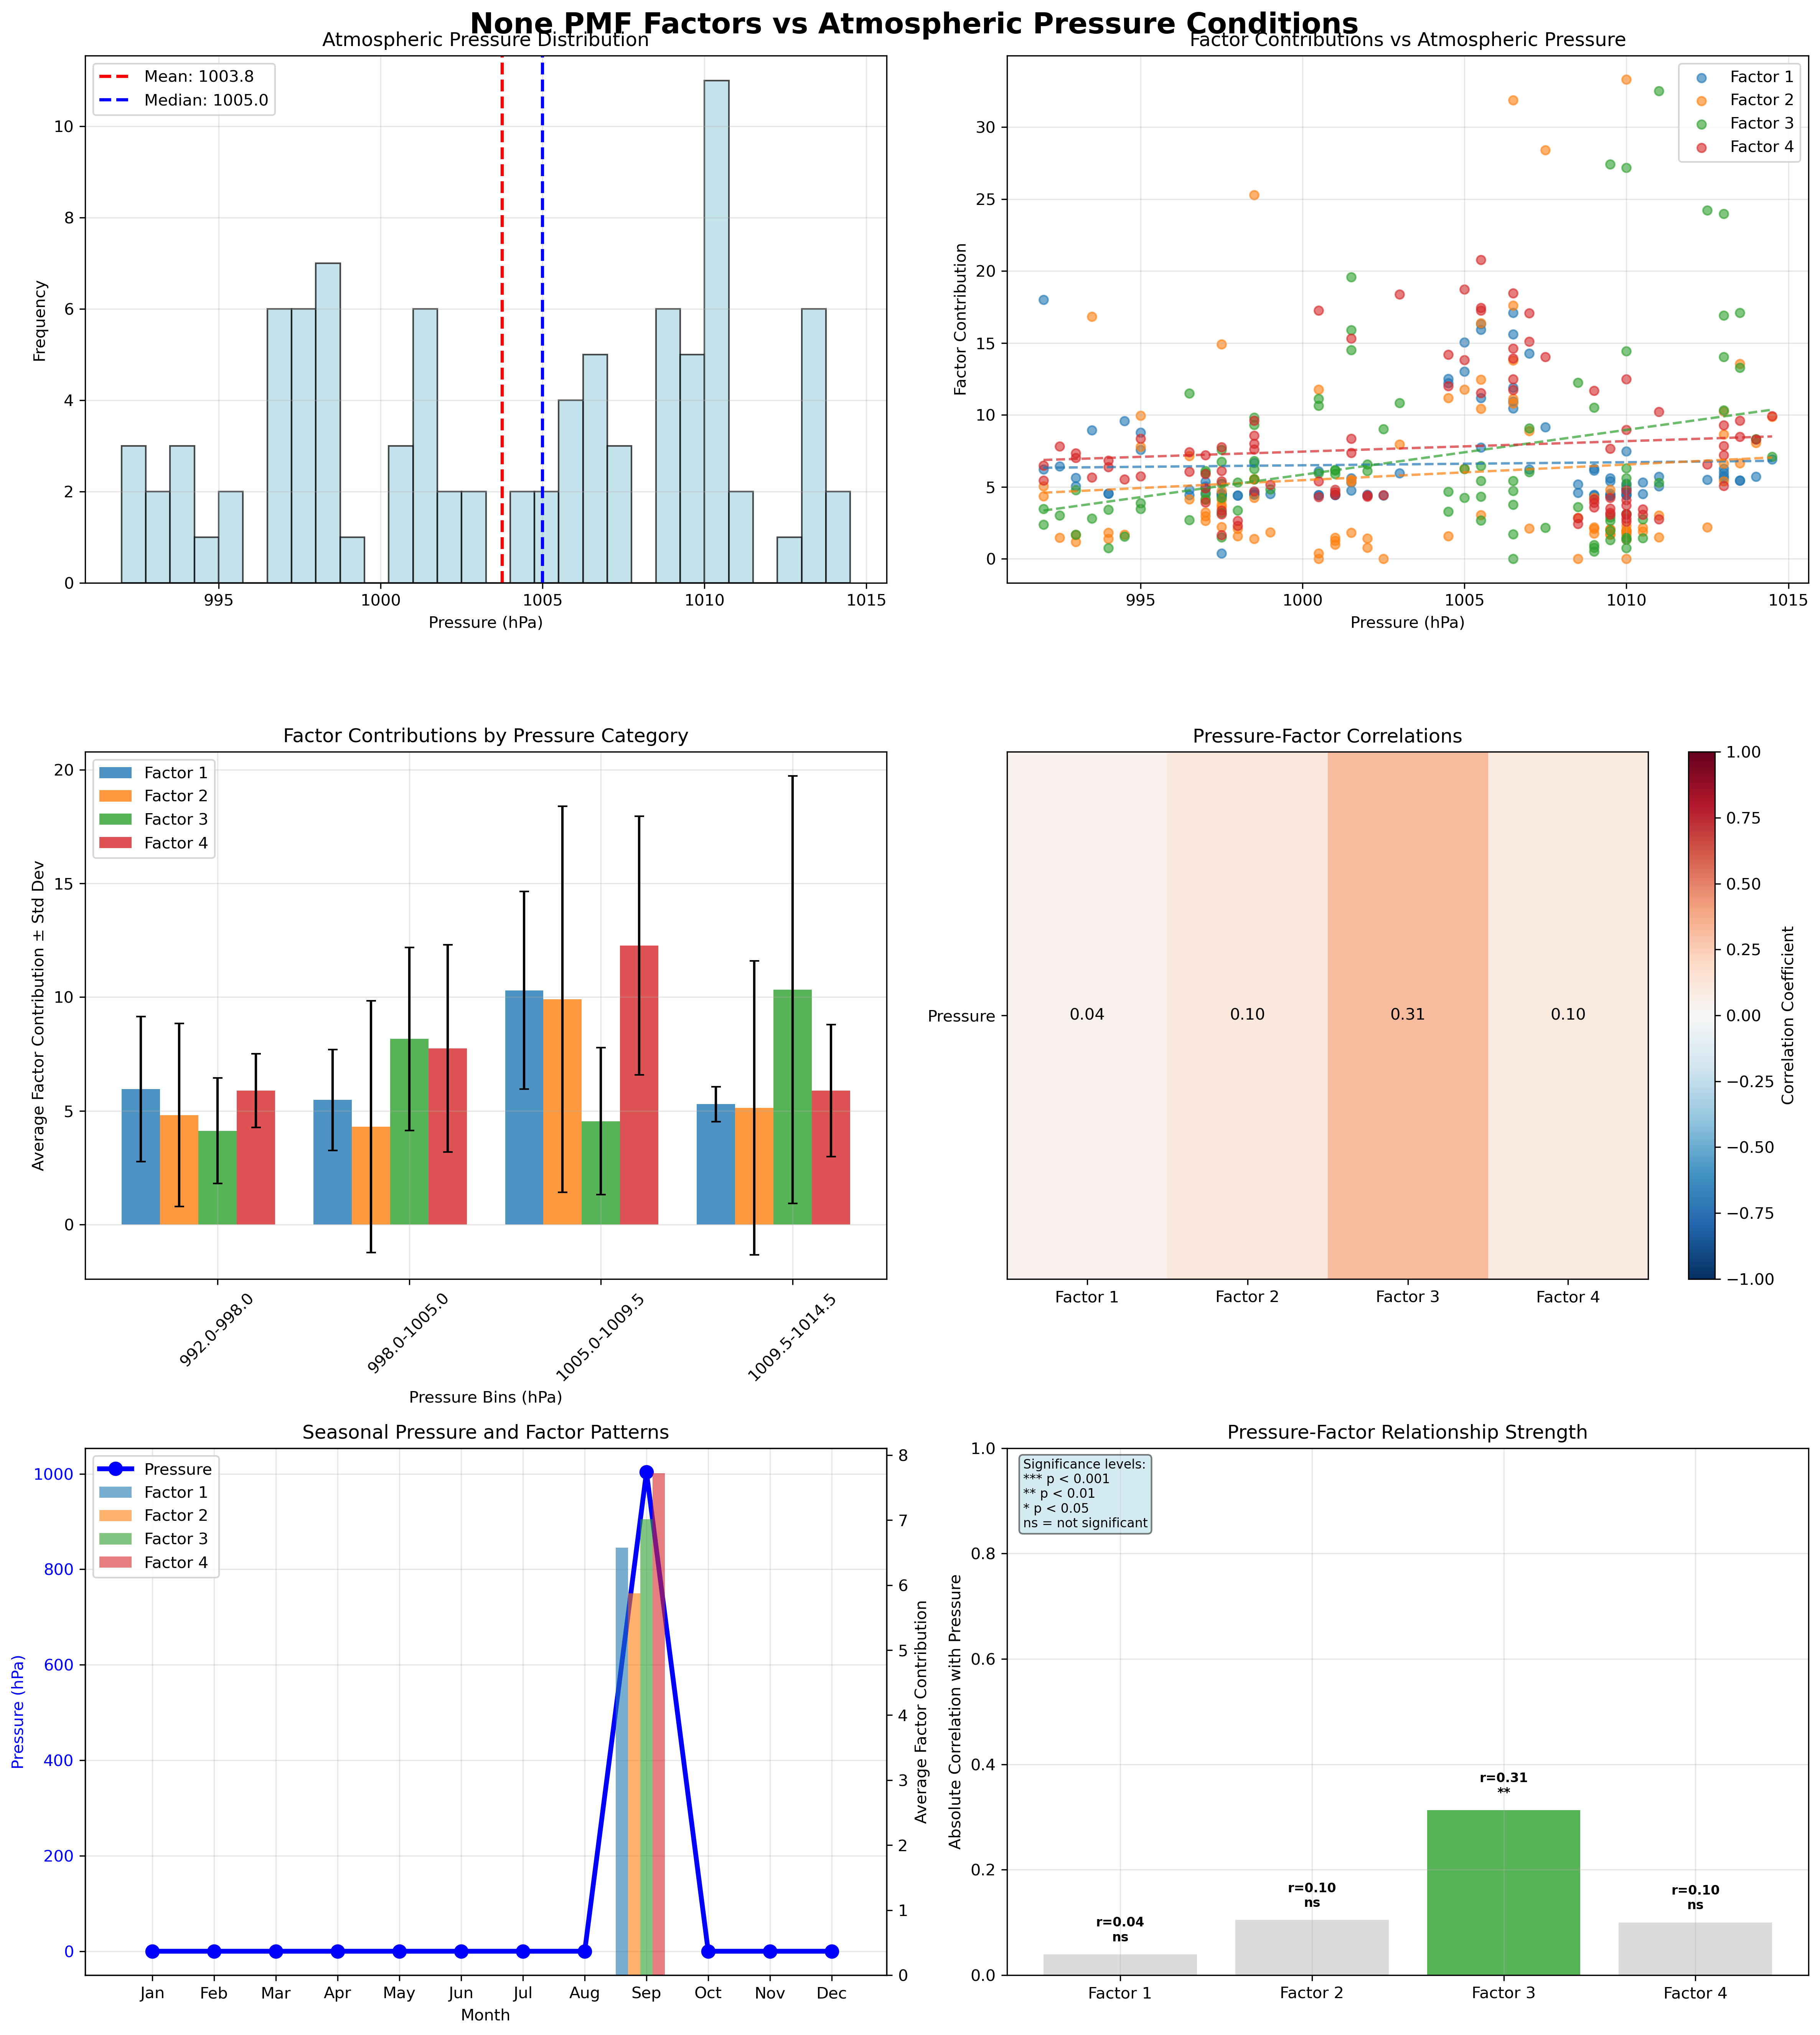 None PMF Factors vs Atmospheric Pressure Conditions
Atmospheric Pressure Distribution
Mean: 1003.8
Median: 1005.0
Frequency
0
2
4
6
8
10
995
1000
1005
1010
1015
Pressure (hPa)
Factor Contributions vs Atmospheric Pressure
Factor 1
Factor 2
Factor 3
Factor 4
Factor Contribution
0
5
10
15
20
25
30
995
1000
1005
1010
1015
Pressure (hPa)
Factor Contributions by Pressure Category
Factor 1
Factor 2
Factor 3
Factor 4
Average Factor Contribution ± Std Dev
0
5
10
15
20
992.0-998.0
998.0-1005.0
1005.0-1009.5
1009.5-1014.5
Pressure Bins (hPa)
Pressure-Factor Correlations
Pressure
0.04
0.10
0.31
0.10
Factor 1
Factor 2
Factor 3
Factor 4
1.00
0.75
0.50
0.25
0.00
−0.25
−0.50
−0.75
−1.00
Correlation Coefficient
Seasonal Pressure and Factor Patterns
Pressure
Factor 1
Factor 2
Factor 3
Factor 4
Pressure (hPa)
0
200
400
600
800
1000
Jan
Feb
Mar
Apr
May
Jun
Jul
Aug
Sep
Oct
Nov
Dec
Month
0
1
2
3
4
5
6
7
8
Average Factor Contribution
Pressure-Factor Relationship Strength
Significance levels:
*** p < 0.001
** p < 0.01
* p < 0.05
ns = not significant
Absolute Correlation with Pressure
0.0
0.2
0.4
0.6
0.8
1.0
r=0.04
ns
r=0.10
ns
r=0.31
**
r=0.10
ns
Factor 1
Factor 2
Factor 3
Factor 4